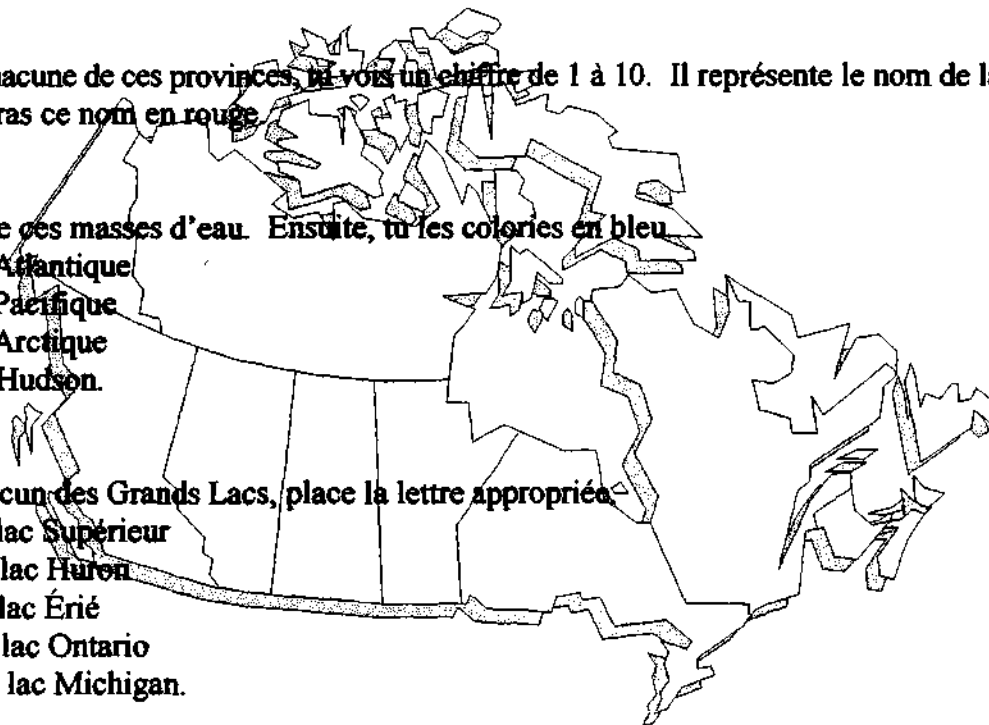 acune de ces provinces, tu vois un chiffre de 1 à 10. Il représente le nom de l
ras ce nom en rouge.
e ces masses d'eau. Ensuite, tu les colories en bleu.
Atlantique
Pacifique
Arctique
Hudson.
cun des Grands Lacs, place la lettre appropriée.
lac Supérieur
lac Huron
lac Érié
lac Ontario
lac Michigan.